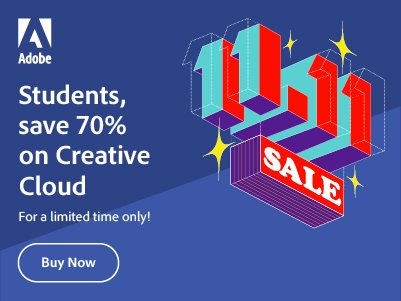 Adobe
Students,
save 70%
on Creative
Cloud
For a limited time only!
Buy Now
11.11
SALE